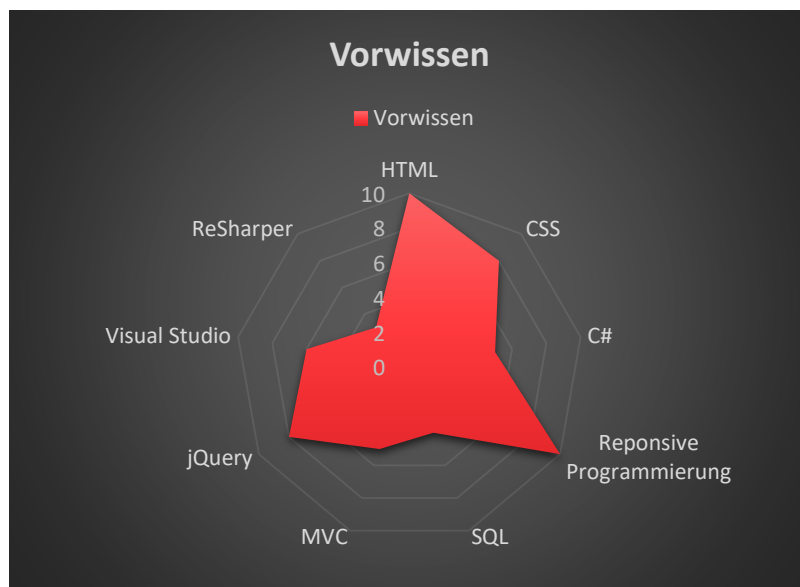 Vorwissen
Vorwissen
HTML
10
ReSharper
CSS
8
6
4
Visual Studio
C#
2
0
Reponsive
Programmierung
jQuery
MVC
SQL